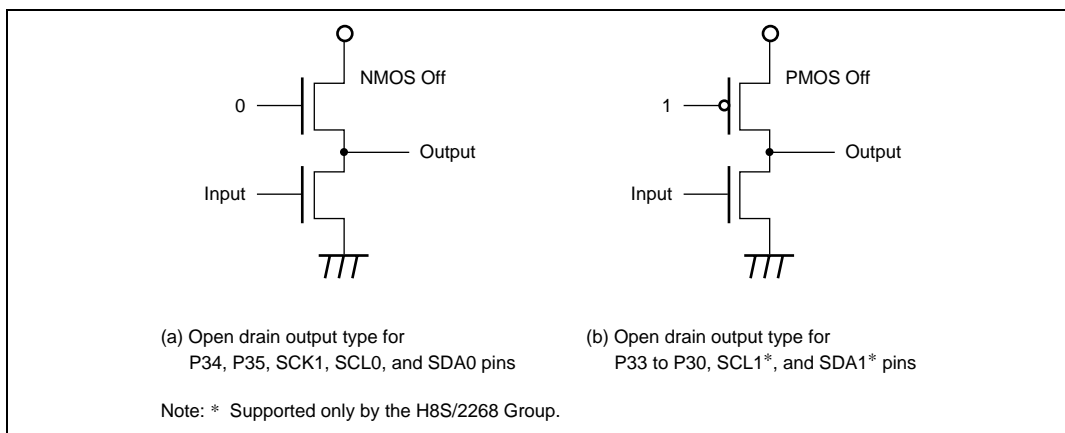 NMOS Off
0
Output
Input
PMOS Off
1
Output
Input
(a) Open drain output type for
P34, P35, SCK1, SCL0, and SDA0 pins
(b) Open drain output type for
P33 to P30, SCL1*, and SDA1* pins
Note: * Supported only by the H8S/2268 Group.